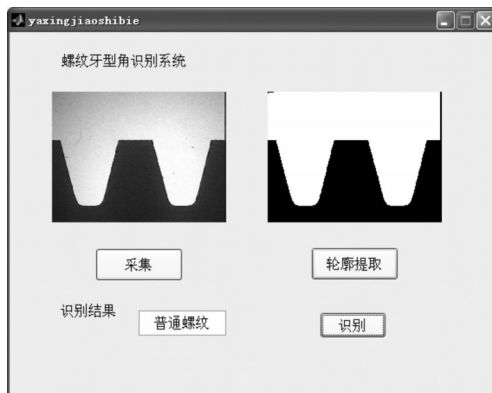 yaxingjiaoshibie
螺纹牙型角识别系统
采集
轮廓提取
识别结果
普通螺纹
识别